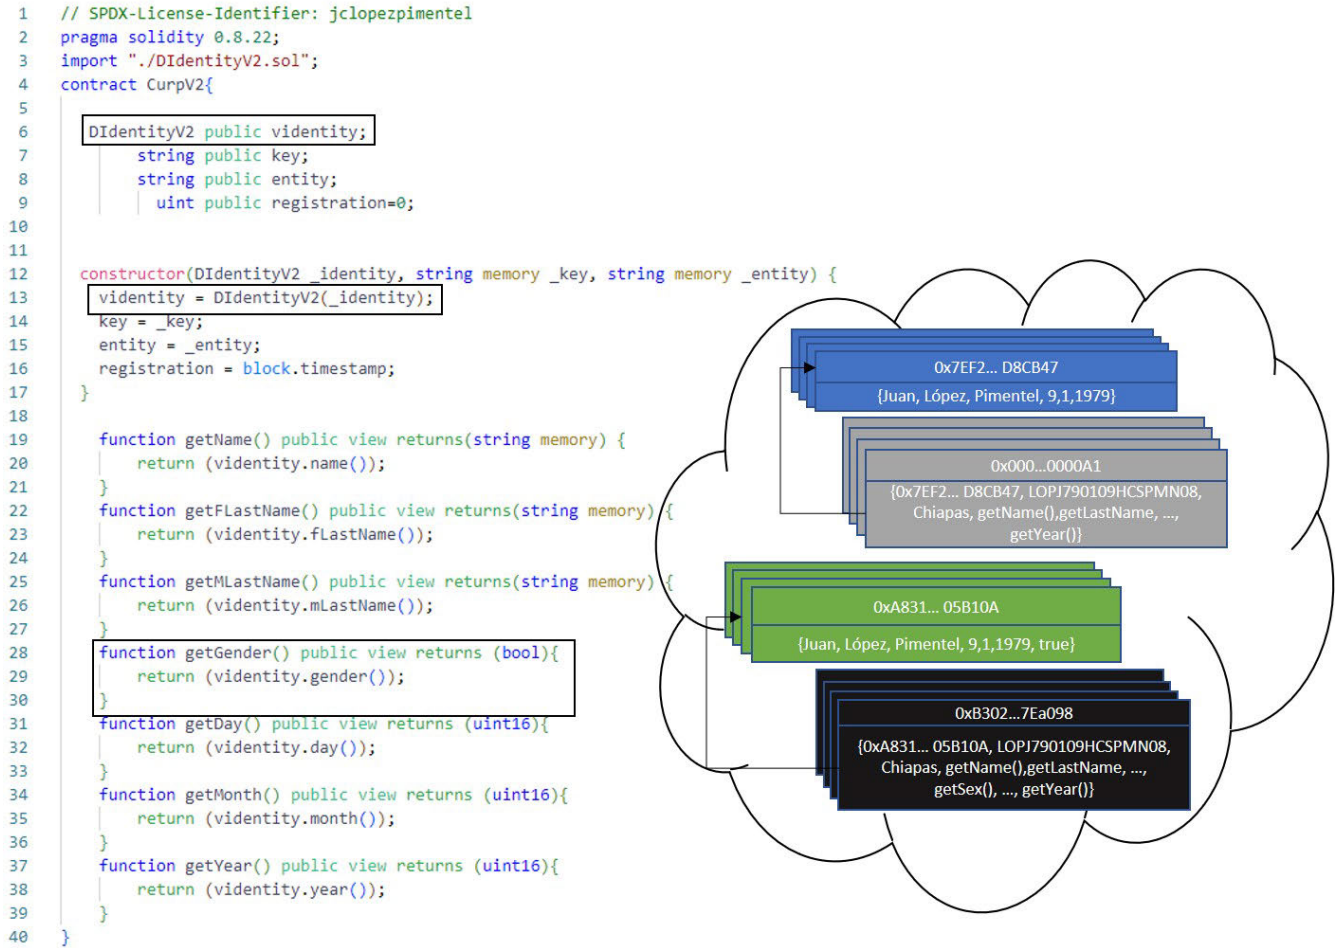 1 // SPDX-License-Identifier: jclopezpimentel
2 pragma solidity 0.8.22;
3 import "./DIdentityV2.sol";
4 contract CurpV2{
5
6 DIdentityV2 public videntity;
7 string public key;
8 string public entity;
9 uint public registration=0;
10
11
12 constructor(DIdentityV2 _identity, string memory _key, string memory _entity) {
13 videntity = DIdentityV2(_identity);
14 key = _key;
15 entity = _entity;
16 registration = block.timestamp;
17 }
18
19 function getName() public view returns(string memory) {
20 return (videntity.name());
21 }
22 function getFLastName() public view returns(string memory) {
23 return (videntity.fLastName());
24 }
25 function getMLastName() public view returns(string memory) {
26 return (videntity.mLastName());
27 }
28 function getGender() public view returns (bool){
29 return (videntity.gender());
30 }
31 function getDay() public view returns (uint16){
32 return (videntity.day());
33 }
34 function getMonth() public view returns (uint16){
35 return (videntity.month());
36 }
37 function getYear() public view returns (uint16){
38 return (videntity.year());
39 }
40 }
0x7EF2... D8CB47
{Juan, López, Pimentel, 9,1,1979}
0x000...0000A1
{0x7EF2... D8CB47, LOPJ790109HCSPMN08,
Chiapas, getName(),getLastName, ...,
getYear()}
0xA831... 05B10A
{Juan, López, Pimentel, 9,1,1979, true}
0xB302...7Ea098
{0xA831... 05B10A, LOPJ790109HCSPMN08,
Chiapas, getName(),getLastName, ...,
getSex(), ..., getYear()}